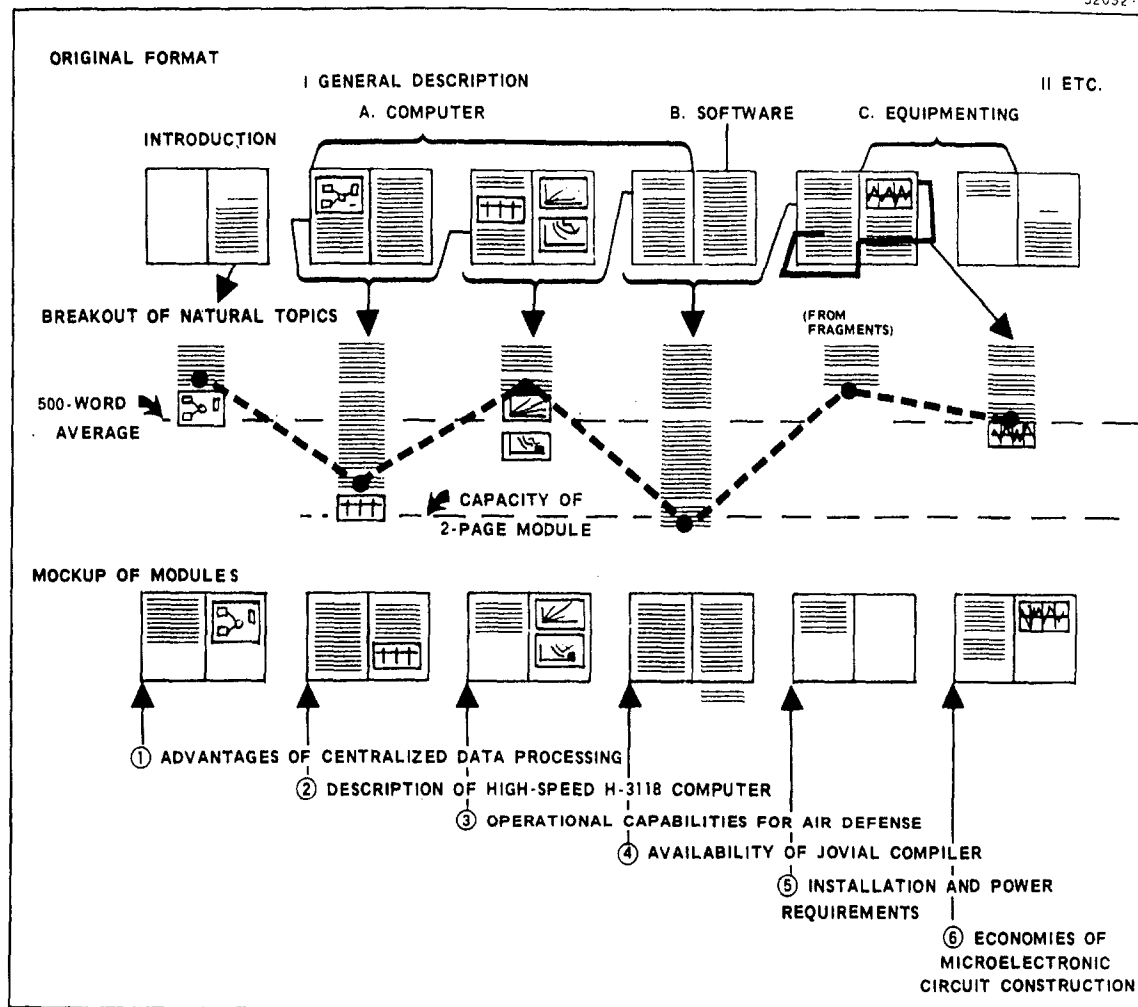 ORIGINAL FORMAT
I GENERAL DESCRIPTION
II ETC.
A. COMPUTER
B. SOFTWARE
C. EQUIPMENTING
INTRODUCTION
BREAKOUT OF NATURAL TOPICS
(FROM
FRAGMENTS)
500-WORD
AVERAGE
CAPACITY OF
2-PAGE MODULE
MOCKUP OF MODULES
① ADVANTAGES OF CENTRALIZED DATA PROCESSING
② DESCRIPTION OF HIGH-SPEED H-3118 COMPUTER
③ OPERATIONAL CAPABILITIES FOR AIR DEFENSE
④ AVAILABILITY OF JOVIAL COMPILER
⑤ INSTALLATION AND POWER
REQUIREMENTS
⑥ ECONOMIES OF
MICROELECTRONIC
CIRCUIT CONSTRUCTION